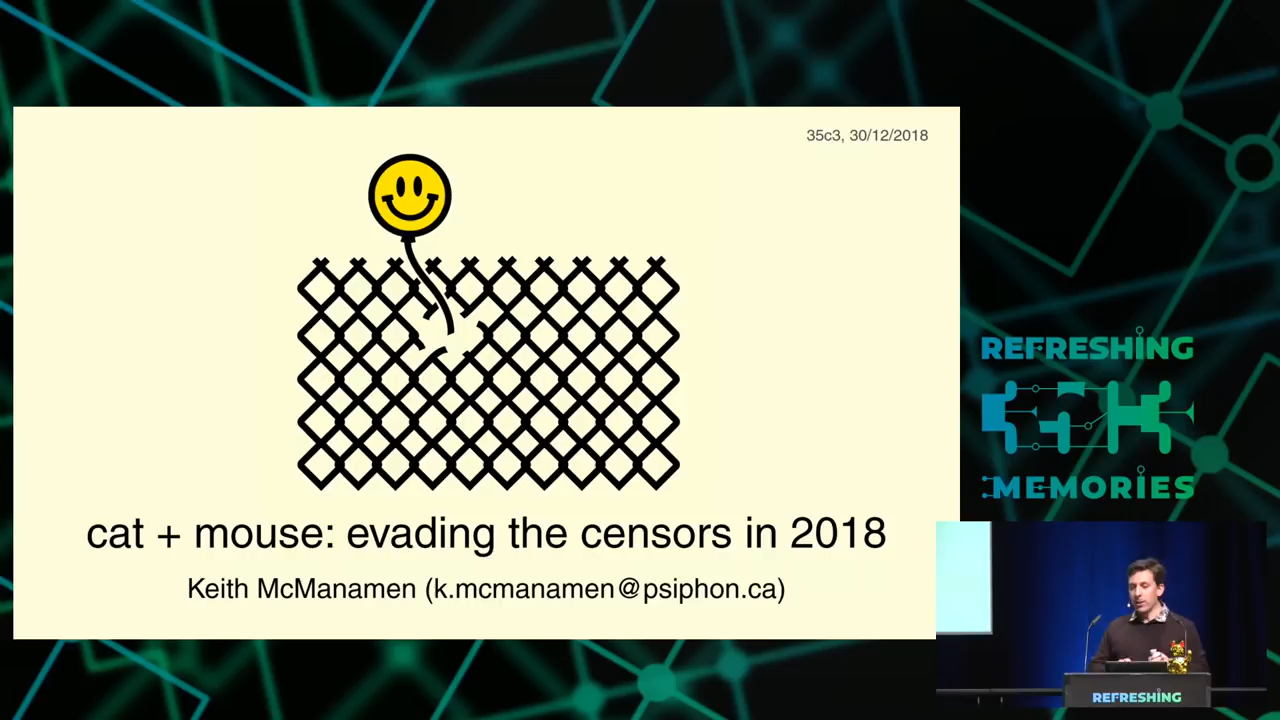 35c3, 30/12/2018
cat + mouse: evading the censors in 2018
Keith McManamen (k.mcmanamen@psiphon.ca)
REFRESHING
35C3
MEMORIES
REFRESHING